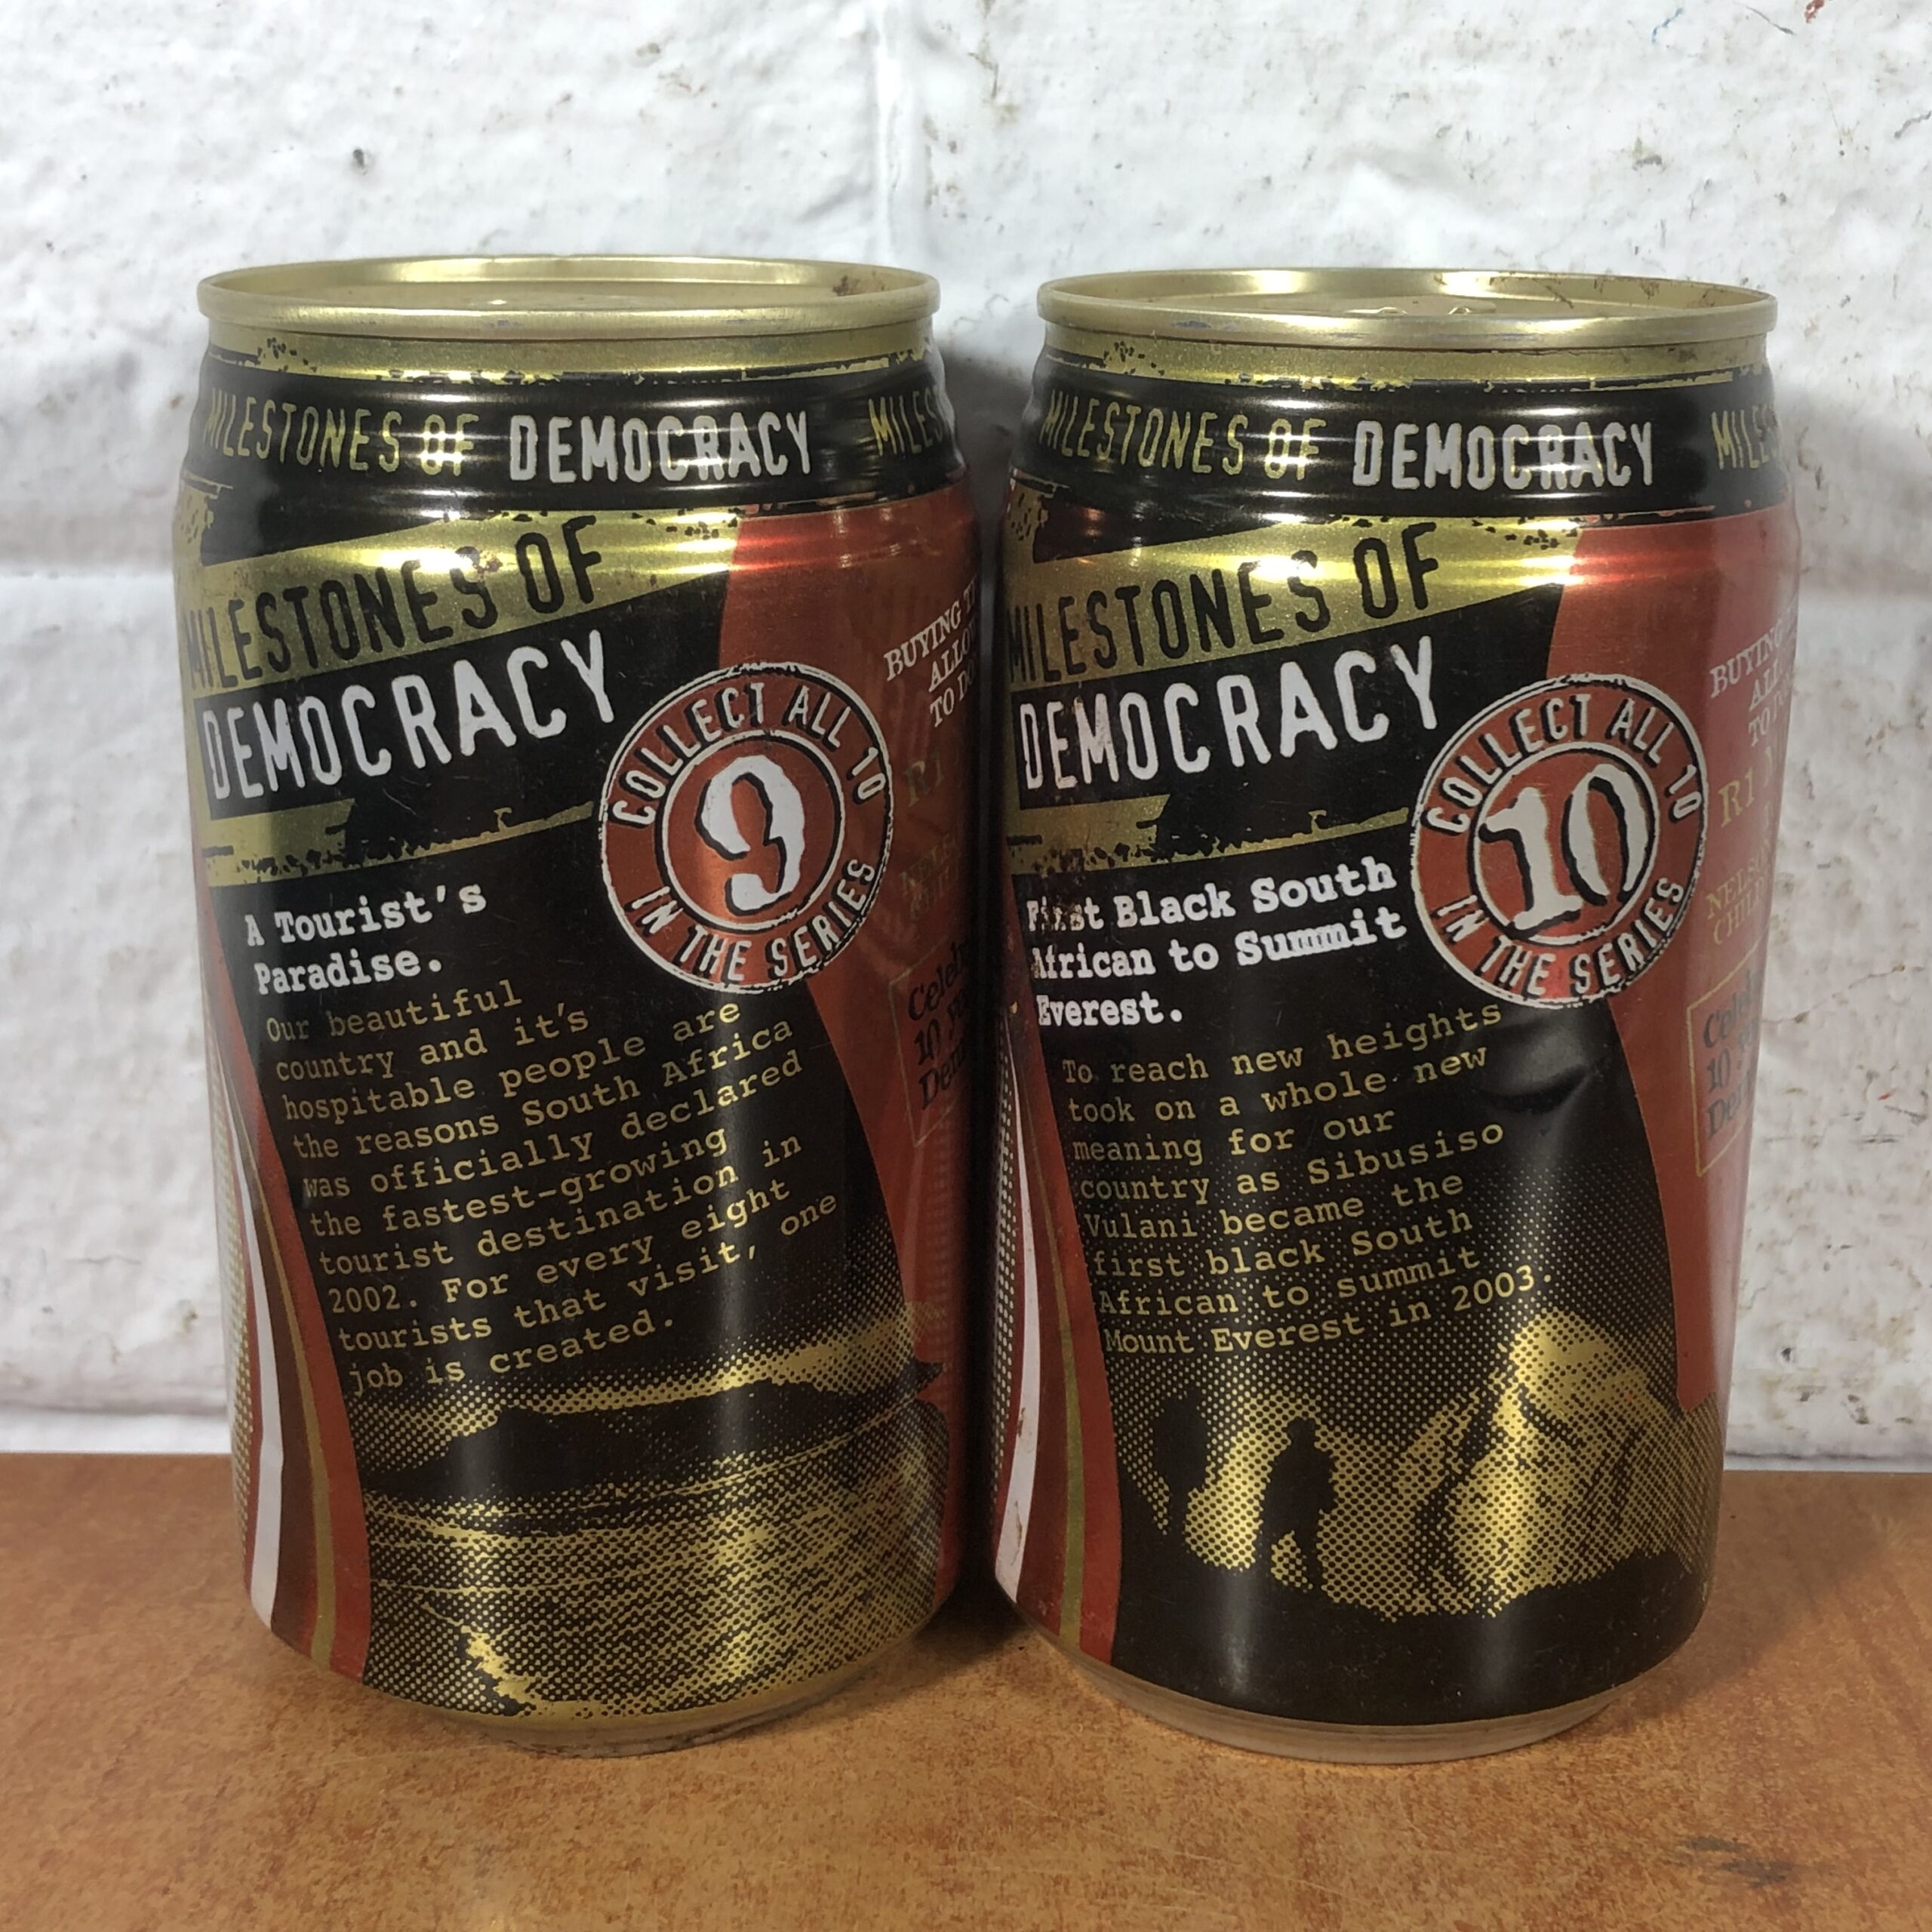 MILESTONES OF DEMOCRACY
MILESTONES OF
DEMOCRACY
COLLECT ALL 10
9
IN THE SERIES
A Tourist's
Paradise.
Our beautiful
country and it's
hospitable people are
the reasons South Africa
was officially declared
the fastest-growing
tourist destination in
2002. For every eight
tourists that visit, one
job is created.
BUYING
R1
MILESTONES OF DEMOCRACY
MILESTONES OF
DEMOCRACY
COLLECT ALL 10
10
IN THE SERIES
First Black South
African to Summit
Everest.
To reach new heights
took on a whole new
meaning for our
country as Sibusiso
Vulani became the
first black South
African to summit
Mount Everest in 2003.
BUYING
R1